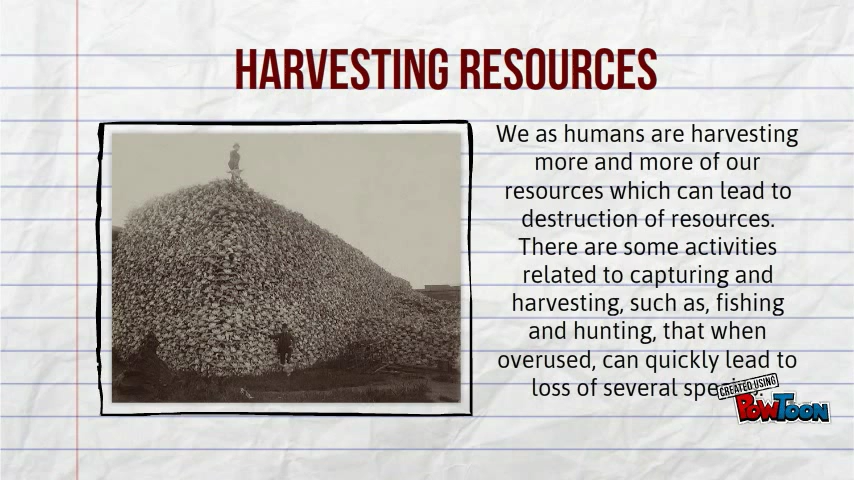 HARVESTING RESOURCES
We as humans are harvesting
more and more of our
resources which can lead to
destruction of resources.
There are some activities
related to capturing and
harvesting, such as, fishing
and hunting, that when
overused, can quickly lead to
loss of several
CREATED USING
POWTOON